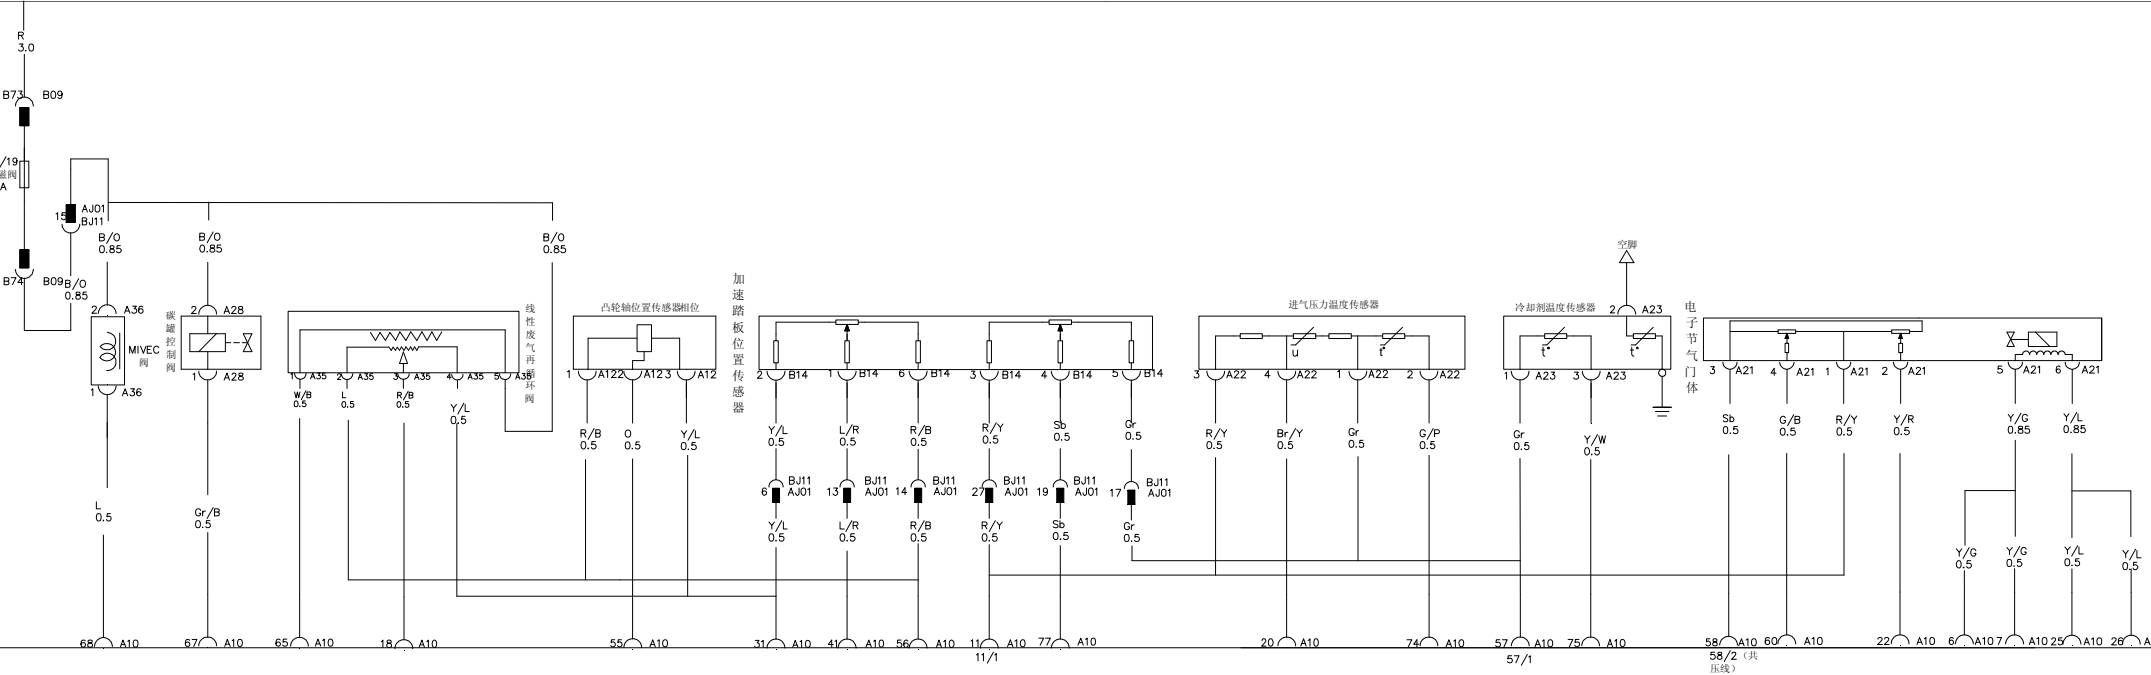 R
3.0
B73 B09
/19
磁阀
A
B74 B09
15 AJ01
BJ11
B/O
0.85
B/O
0.85
B/O
0.85
B/O
0.85
2 A36
MIVEC
阀
1 A36
L
0.5
68 A10
碳罐控制阀
2 A28
1 A28
Gr/B
0.5
67 A10
线性废气再循环阀
1 A35 2 A35 3 A35 4 A35 5 A35
W/B
0.5
L
0.5
R/B
0.5
Y/L
0.5
65 A10
18 A10
凸轮轴位置传感器相位
1 A12 2 A12 3 A12
R/B
0.5
O
0.5
Y/L
0.5
55 A10
加速踏板位置传感器
2 B14 1 B14 6 B14 3 B14 4 B14 5 B14
Y/L
0.5
L/R
0.5
R/B
0.5
R/Y
0.5
Sb
0.5
Gr
0.5
6 BJ11
AJ01
13 BJ11
AJ01
14 BJ11
AJ01
27 BJ11
AJ01
19 BJ11
AJ01
17 BJ11
AJ01
Y/L
0.5
L/R
0.5
R/B
0.5
R/Y
0.5
Sb
0.5
Gr
0.5
31 A10 41 A10 56 A10 11 A10 77 A10
11/1
进气压力温度传感器
u
t°
3 A22 4 A22 1 A22 2 A22
R/Y
0.5
Br/Y
0.5
Gr
0.5
G/P
0.5
20 A10
74 A10
空脚
冷却剂温度传感器
2 A23
t°
t°
1 A23 3 A23
Gr
0.5
Y/W
0.5
57 A10 75 A10
57/1
电子节气门体
3 A21 4 A21 1 A21 2 A21 5 A21 6 A21
Sb
0.5
G/B
0.5
R/Y
0.5
Y/R
0.5
Y/G
0.85
Y/L
0.85
Y/G
0.5
Y/G
0.5
Y/L
0.5
Y/L
0.5
58 A10 60 A10 22 A10 6 A10 7 A10 25 A10 26 A
58/2（共
压线）